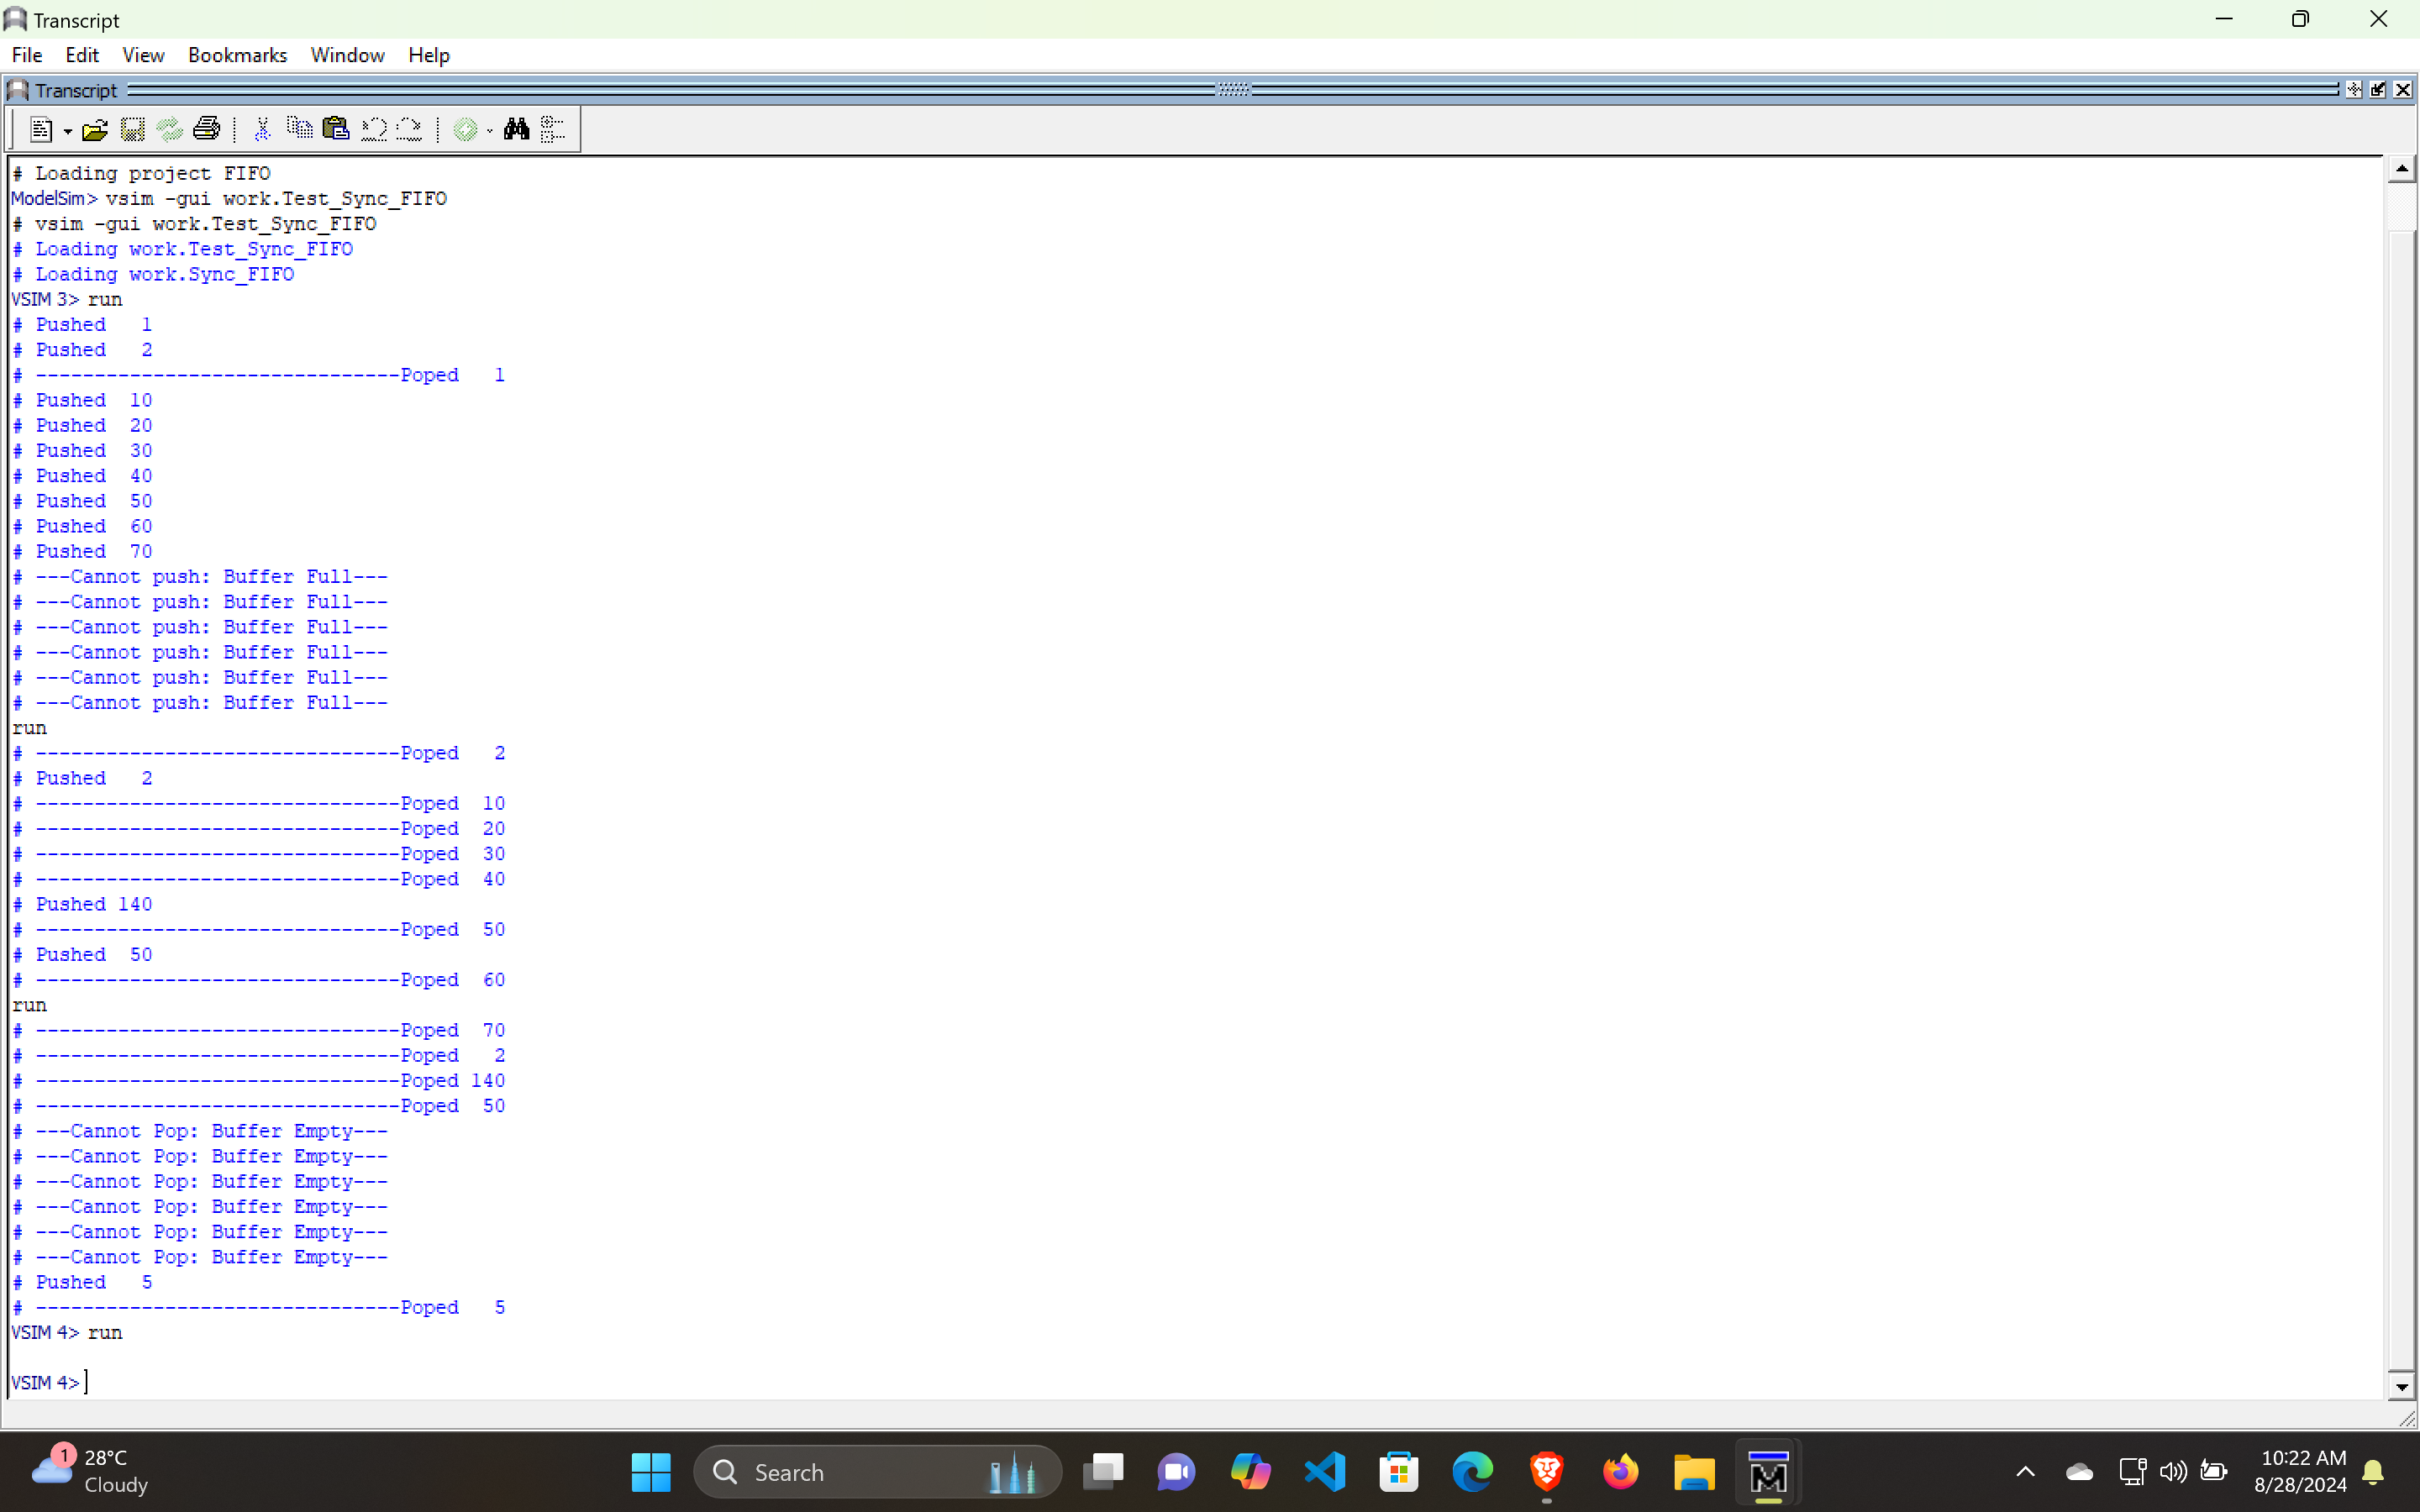 Transcript
File Edit View Bookmarks Window Help
Transcript
# Loading project FIFO
ModelSim> vsim -gui work.Test_Sync_FIFO
# vsim -gui work.Test_Sync_FIFO
# Loading work.Test_Sync_FIFO
# Loading work.Sync_FIFO
VSIM 3> run
# Pushed   1
# Pushed   2
# -------------------------------Poped   1
# Pushed  10
# Pushed  20
# Pushed  30
# Pushed  40
# Pushed  50
# Pushed  60
# Pushed  70
# ---Cannot push: Buffer Full---
# ---Cannot push: Buffer Full---
# ---Cannot push: Buffer Full---
# ---Cannot push: Buffer Full---
# ---Cannot push: Buffer Full---
# ---Cannot push: Buffer Full---
run
# -------------------------------Poped   2
# Pushed   2
# -------------------------------Poped  10
# -------------------------------Poped  20
# -------------------------------Poped  30
# -------------------------------Poped  40
# Pushed 140
# -------------------------------Poped  50
# Pushed  50
# -------------------------------Poped  60
run
# -------------------------------Poped  70
# -------------------------------Poped   2
# -------------------------------Poped 140
# -------------------------------Poped  50
# ---Cannot Pop: Buffer Empty---
# ---Cannot Pop: Buffer Empty---
# ---Cannot Pop: Buffer Empty---
# ---Cannot Pop: Buffer Empty---
# ---Cannot Pop: Buffer Empty---
# ---Cannot Pop: Buffer Empty---
# Pushed   5
# -------------------------------Poped   5
VSIM 4> run
VSIM 4>
1
28°C
Cloudy
Search
M
10:22 AM
8/28/2024